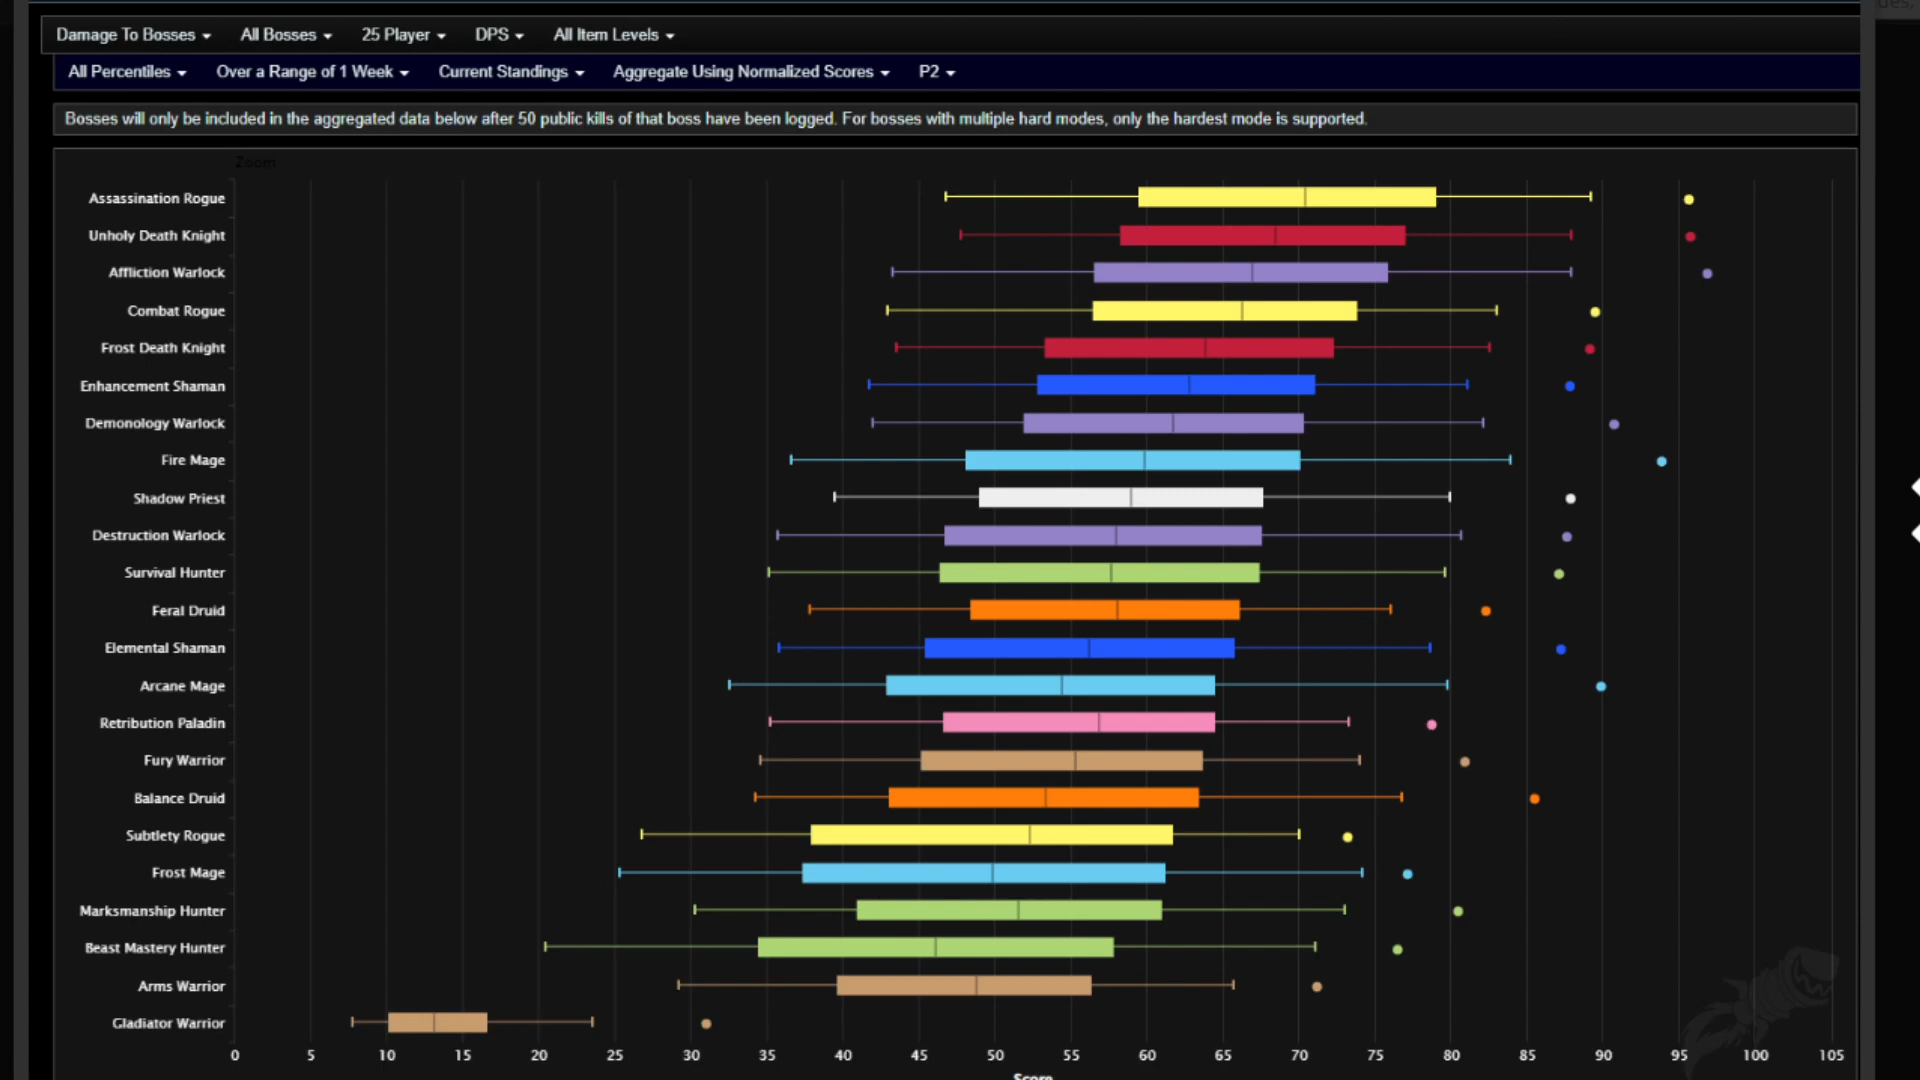 des,
Damage To Bosses All Bosses 25 Player DPS All Item Levels
All Percentiles Over a Range of 1 Week Current Standings Aggregate Using Normalized Scores P2
Bosses will only be included in the aggregated data below after 50 public kills of that boss have been logged. For bosses with multiple hard modes, only the hardest mode is supported.
Zoom
Assassination Rogue
Unholy Death Knight
Affliction Warlock
Combat Rogue
Frost Death Knight
Enhancement Shaman
Demonology Warlock
Fire Mage
Shadow Priest
Destruction Warlock
Survival Hunter
Feral Druid
Elemental Shaman
Arcane Mage
Retribution Paladin
Fury Warrior
Balance Druid
Subtlety Rogue
Frost Mage
Marksmanship Hunter
Beast Mastery Hunter
Arms Warrior
Gladiator Warrior
0 5 10 15 20 25 30 35 40 45 50 55 60 65 70 75 80 85 90 95 100 105
Score